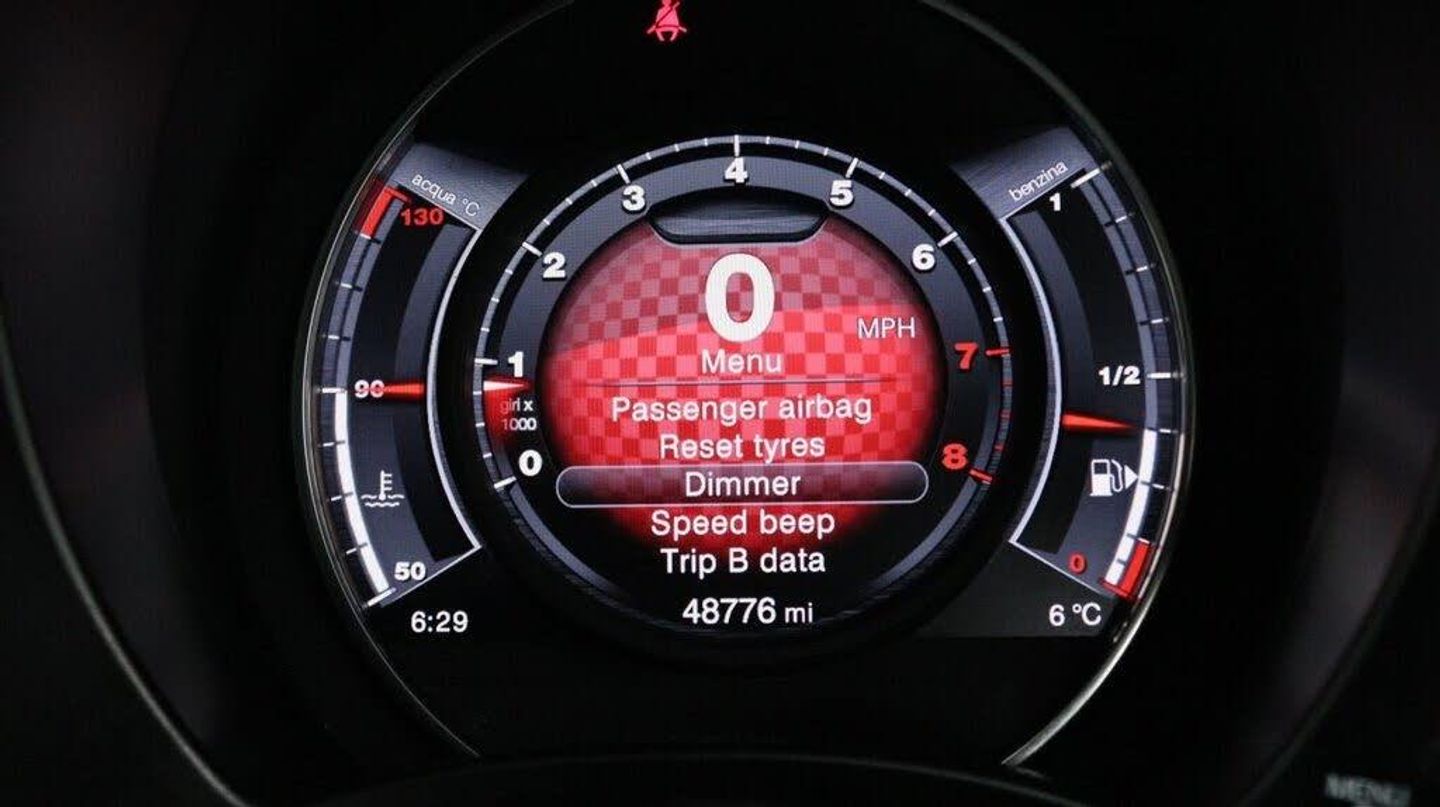 acqua °C
130
90
50
6:29
0
giri x
1000
1
2
3
4
5
6
7
8
0
MPH
Menu
Passenger airbag
Reset tyres
Dimmer
Speed beep
Trip B data
48776 mi
benzina
1
1/2
0
6 °C